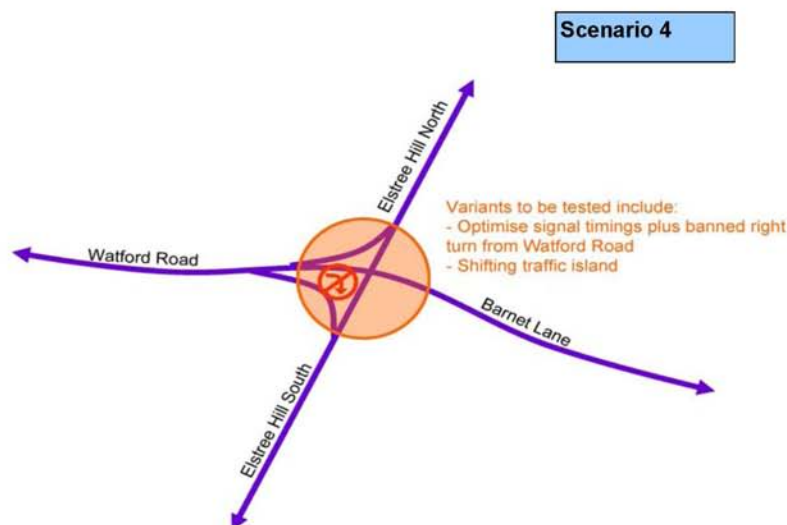 Scenario 4
Elstree Hill North
Variants to be tested include:
- Optimise signal timings plus banned right
turn from Watford Road
- Shifting traffic island
Watford Road
Barnet Lane
Elstree Hill South